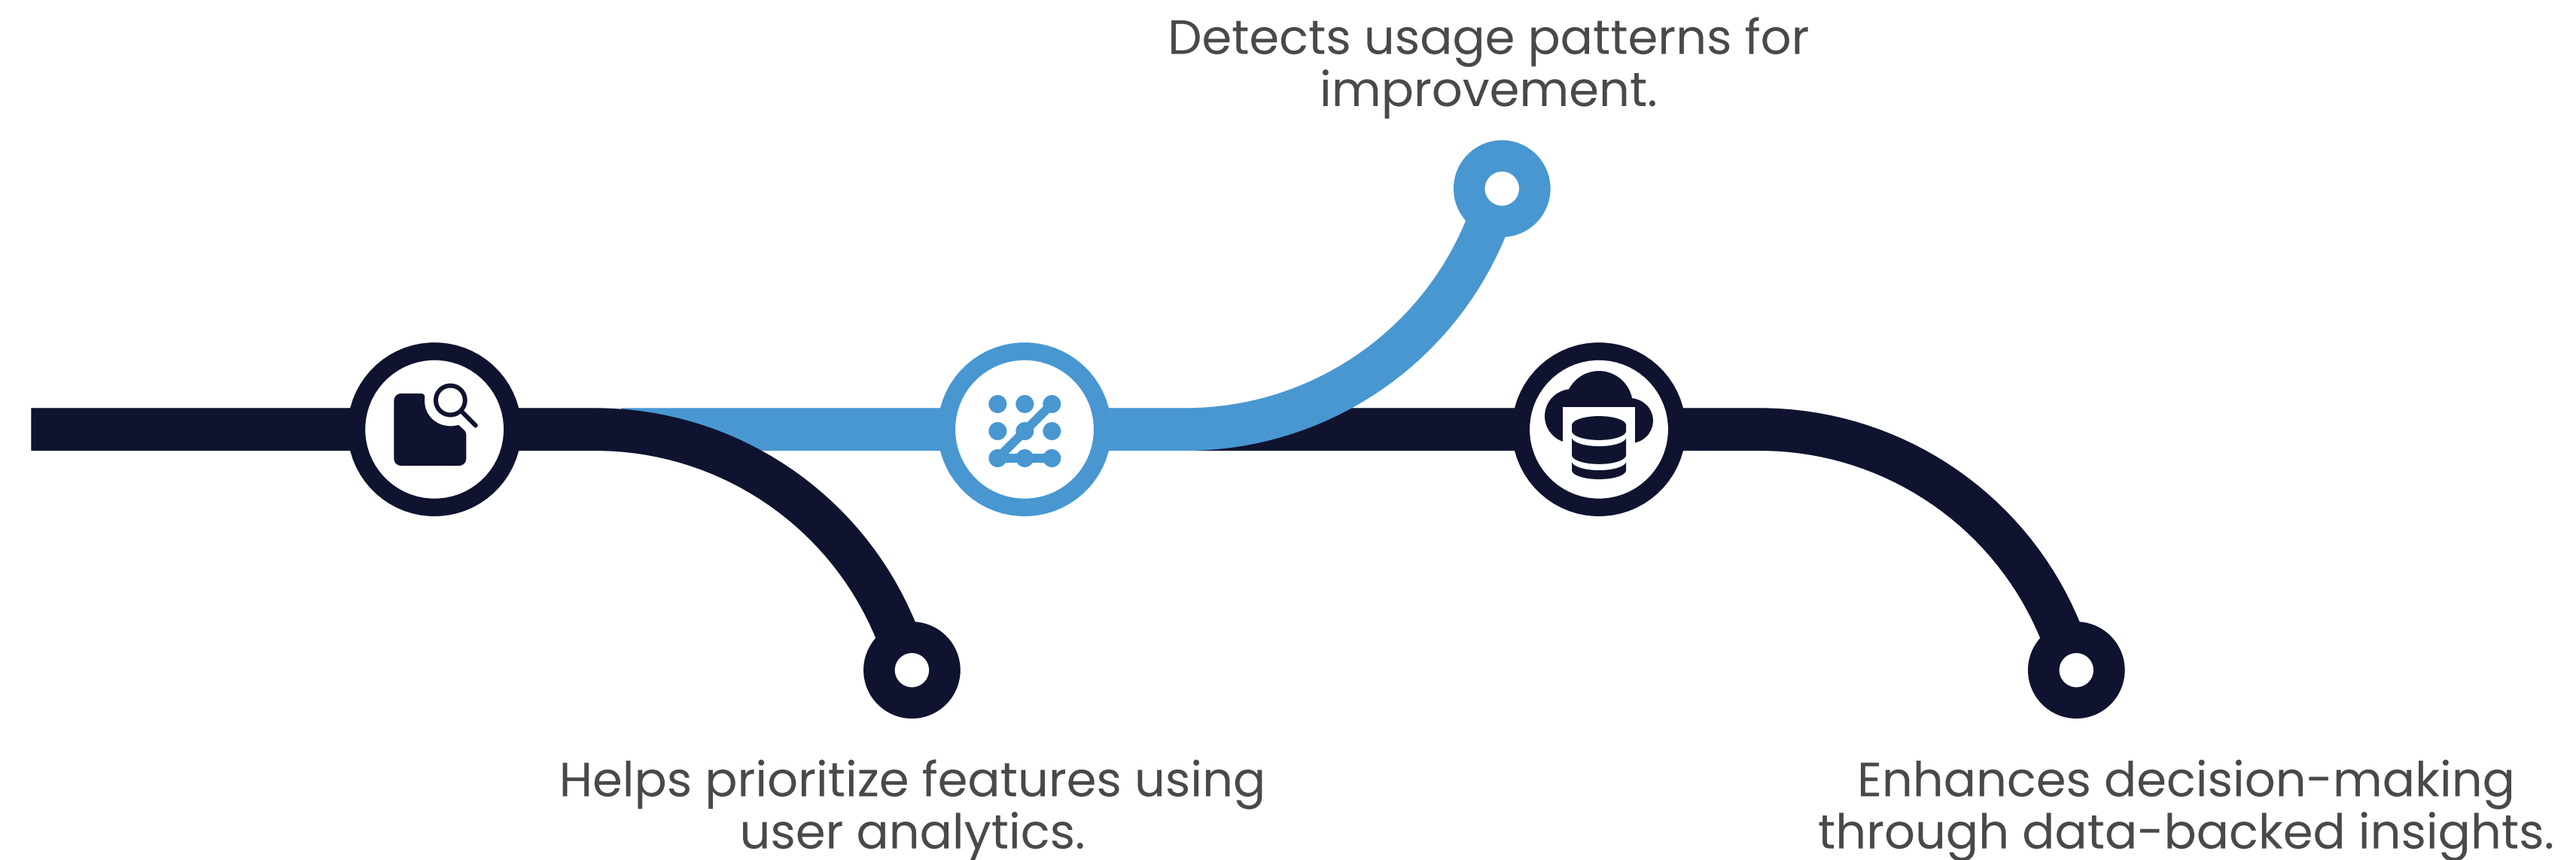 Detects usage patterns for
improvement.
Helps prioritize features using
user analytics.
Enhances decision-making
through data-backed insights.